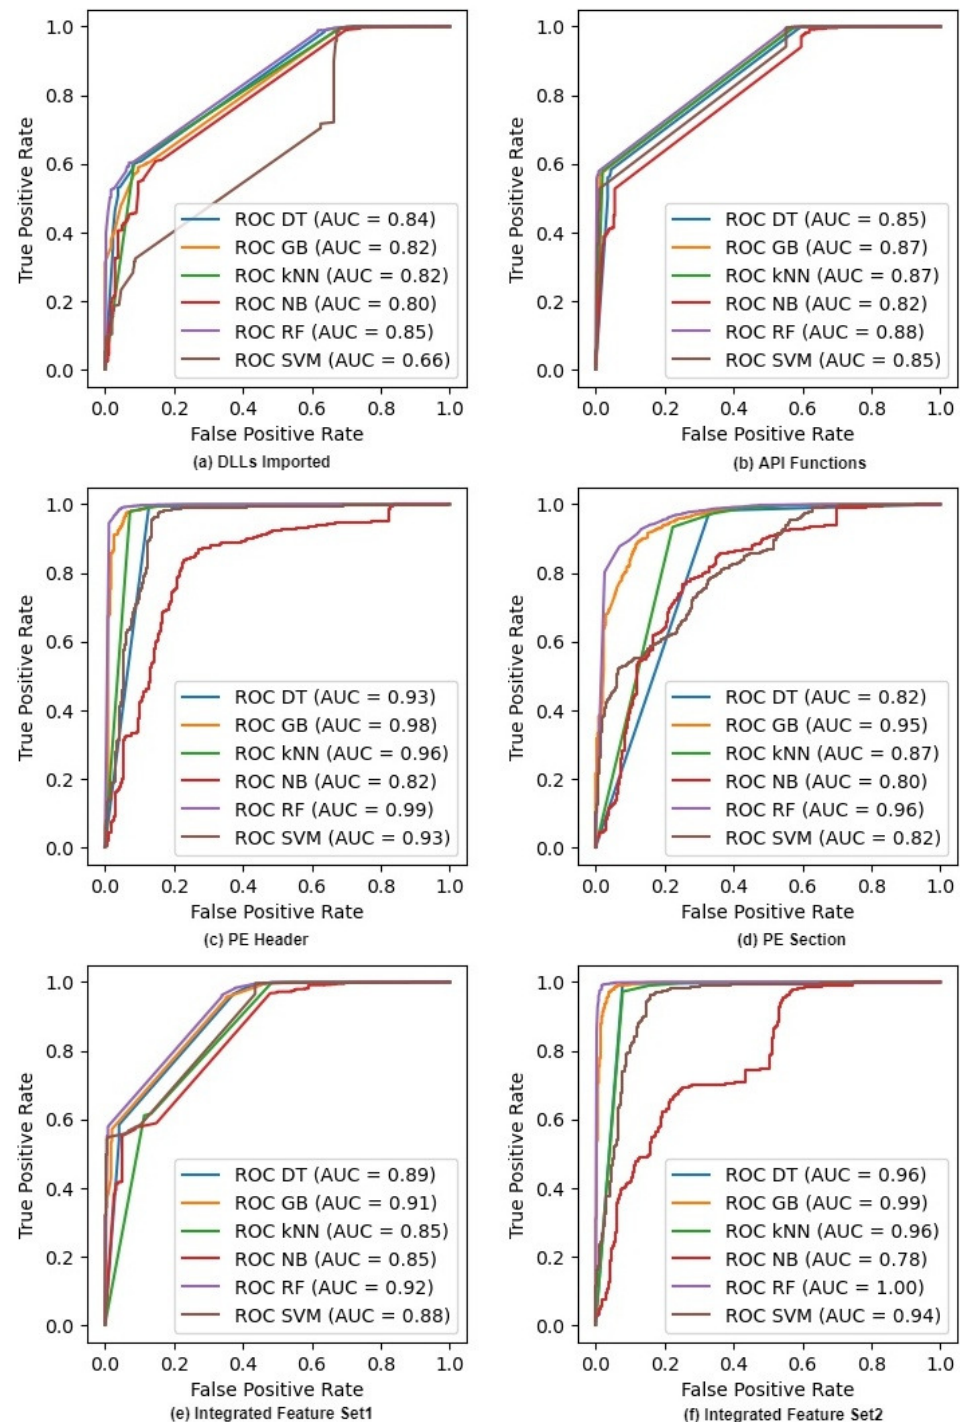 1.0
0.8
0.6
0.4
0.2
0.0
True Positive Rate
ROC DT (AUC = 0.84)
ROC GB (AUC = 0.82)
ROC kNN (AUC = 0.82)
ROC NB (AUC = 0.80)
ROC RF (AUC = 0.85)
ROC SVM (AUC = 0.66)
0.0 0.2 0.4 0.6 0.8 1.0
False Positive Rate
(a) DLLs Imported
1.0
0.8
0.6
0.4
0.2
0.0
True Positive Rate
ROC DT (AUC = 0.85)
ROC GB (AUC = 0.87)
ROC kNN (AUC = 0.87)
ROC NB (AUC = 0.82)
ROC RF (AUC = 0.88)
ROC SVM (AUC = 0.85)
0.0 0.2 0.4 0.6 0.8 1.0
False Positive Rate
(b) API Functions
1.0
0.8
0.6
0.4
0.2
0.0
True Positive Rate
ROC DT (AUC = 0.93)
ROC GB (AUC = 0.98)
ROC kNN (AUC = 0.96)
ROC NB (AUC = 0.82)
ROC RF (AUC = 0.99)
ROC SVM (AUC = 0.93)
0.0 0.2 0.4 0.6 0.8 1.0
False Positive Rate
(c) PE Header
1.0
0.8
0.6
0.4
0.2
0.0
True Positive Rate
ROC DT (AUC = 0.82)
ROC GB (AUC = 0.95)
ROC kNN (AUC = 0.87)
ROC NB (AUC = 0.80)
ROC RF (AUC = 0.96)
ROC SVM (AUC = 0.82)
0.0 0.2 0.4 0.6 0.8 1.0
False Positive Rate
(d) PE Section
1.0
0.8
0.6
0.4
0.2
0.0
True Positive Rate
ROC DT (AUC = 0.89)
ROC GB (AUC = 0.91)
ROC kNN (AUC = 0.85)
ROC NB (AUC = 0.85)
ROC RF (AUC = 0.92)
ROC SVM (AUC = 0.88)
0.0 0.2 0.4 0.6 0.8 1.0
False Positive Rate
(e) Integrated Feature Set1
1.0
0.8
0.6
0.4
0.2
0.0
True Positive Rate
ROC DT (AUC = 0.96)
ROC GB (AUC = 0.99)
ROC kNN (AUC = 0.96)
ROC NB (AUC = 0.78)
ROC RF (AUC = 1.00)
ROC SVM (AUC = 0.94)
0.0 0.2 0.4 0.6 0.8 1.0
False Positive Rate
(f) Integrated Feature Set2